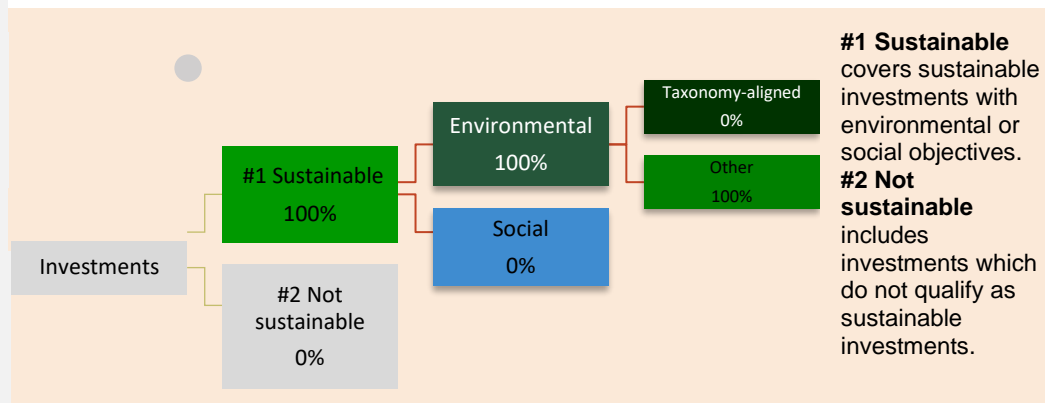 Investments
#1 Sustainable
100%
#2 Not
sustainable
0%
Environmental
100%
Social
0%
Taxonomy-aligned
0%
Other
100%
#1 Sustainable
covers sustainable
investments with
environmental or
social objectives.
#2 Not
sustainable
includes
investments which
do not qualify as
sustainable
investments.